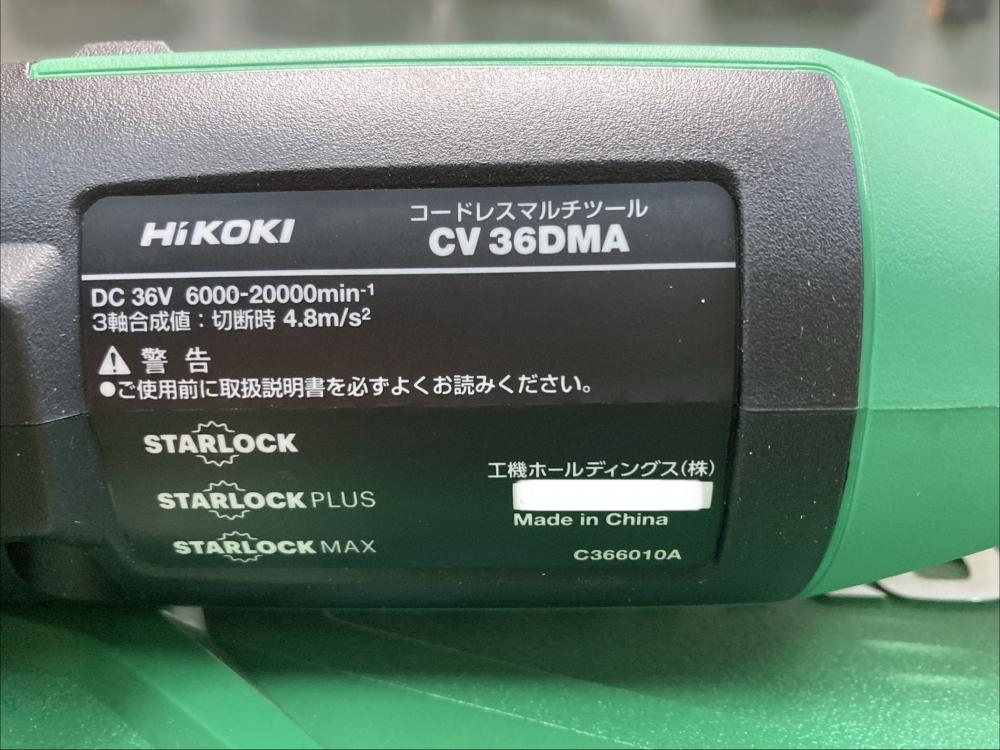 HiKOKI
コードレスマルチツール
CV 36DMA
DC 36V 6000-20000min-1
3軸合成値：切断時 4.8m/s2
警告
●ご使用前に取扱説明書を必ずよくお読みください。
STARLOCK
STARLOCK PLUS
STARLOCK MAX
工機ホールディングス(株)
Made in China
C366010A